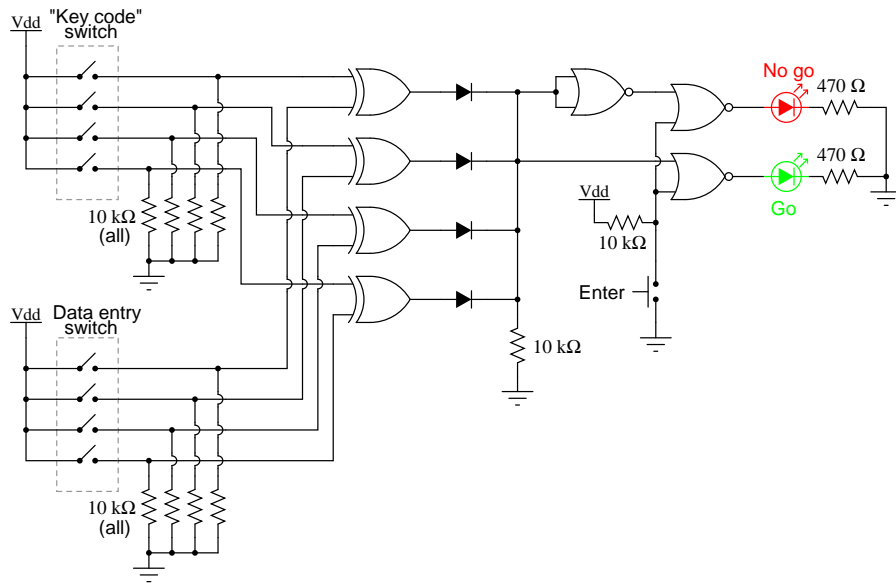 Vdd
"Key code"
switch
10 kΩ
(all)
Vdd
Data entry
switch
10 kΩ
(all)
10 kΩ
Vdd
10 kΩ
Enter
No go
470 Ω
470 Ω
Go